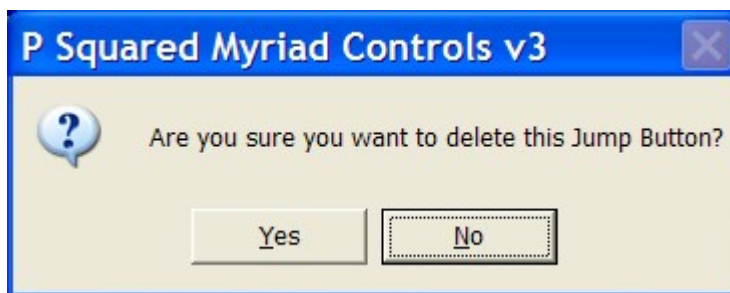 P Squared Myriad Controls v3
Are you sure you want to delete this Jump Button?
Yes No